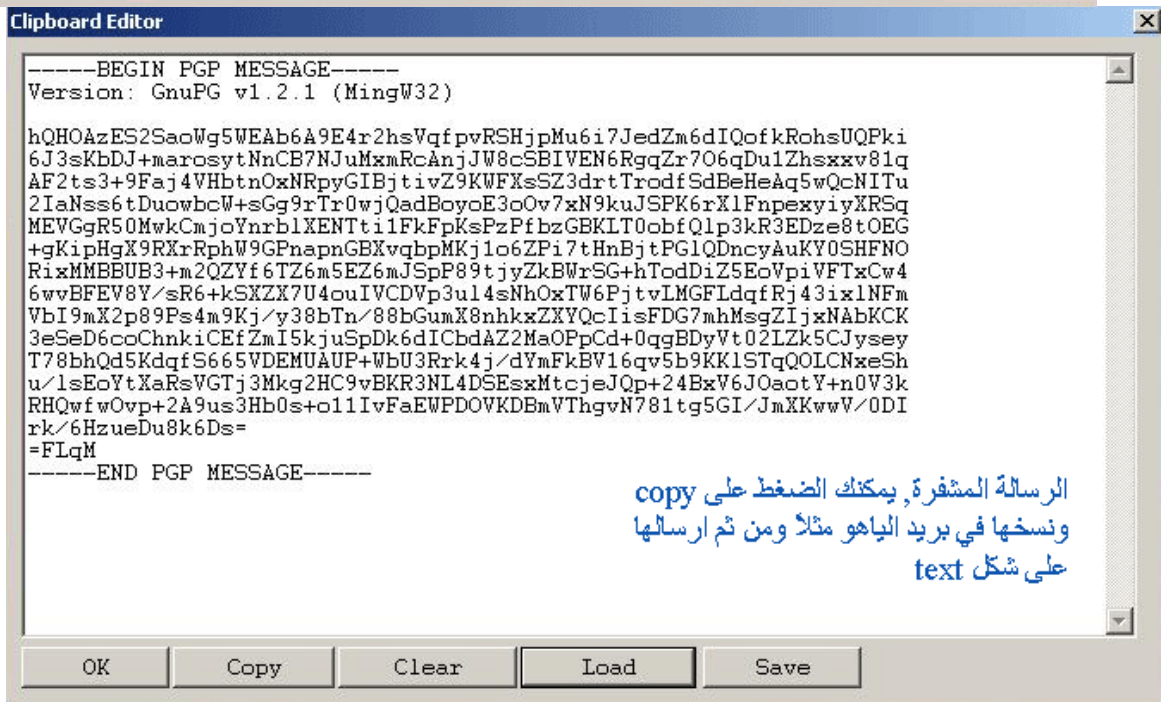 Clipboard Editor
-----BEGIN PGP MESSAGE-----
Version: GnuPG v1.2.1 (MingW32)
hQHOAzES2SaoWg5WEAb6A9E4r2hsVqfpvRSHjpMu6i7JedZm6dIQofkRohsUQPki
6J3sKbDJ+marosytNnCB7NJuMxmRcAnjJW8cSBIVEN6RgqZr7O6qDu1Zhsxxv81q
AF2ts3+9Faj4VHbtnOxNRpyGIBjtivZ9KWFXsSZ3drtTrodfSdBeHeAq5wQcNITu
2IaNss6tDuowbcW+sGg9rTr0wjQadBoyoE3oOv7xN9kuJSPK6rXlFnpexyiyXRSq
MEVGgR50MwkCmjoYnrblXENTti1FkFpKsPzPfbzGBKLT0obfQlp3kR3EDze8tOEG
+gKipHgX9RXrRphW9GPnapnGBXvqbpMKj1o6ZPi7tHnBjtPGlQDncyAuKY0SHFNO
RixMMBBUB3+m2QZYf6TZ6m5EZ6mJSpP89tjyZkBWrSG+hTodDiZ5EoVpiVFTxCw4
6wvBFEV8Y/sR6+kSXZX7U4ouIVCDVp3ul4sNhOxTW6PjtvLMGFLdqfRj43ixlNFm
VbI9mX2p89Ps4m9Kj/y38bTn/88bGumX8nhkxZXYQcIisFDG7mhMsgZIjxNAbKCK
3eSeD6coChnkiCEfZmI5kjuSpDk6dICbdAZ2MaOPpCd+0qgBDyVt02LZk5CJysey
T78bhQd5KdqfS665VDEMUAUP+WbU3Rrk4j/dYmFkBV16qv5b9KKlSTqQOLCNxeSh
u/lsEoYtXaRsVGTj3Mkg2HC9vBKR3NL4DSEsxMtcjeJQp+24BxV6JOaotY+n0V3k
RHQwfwOvp+2A9us3Hb0s+o11IvFaEWPDOVKDBmVThgvN781tg5GI/JmXKwwV/0DI
rk/6HzueDu8k6Ds=
=FLqM
-----END PGP MESSAGE-----
الرسالة المشفرة, يمكنك الضغط على copy
ونسخها في بريد الياهو مثلاً ومن ثم ارسالها
على شكل text
OK Copy Clear Load Save